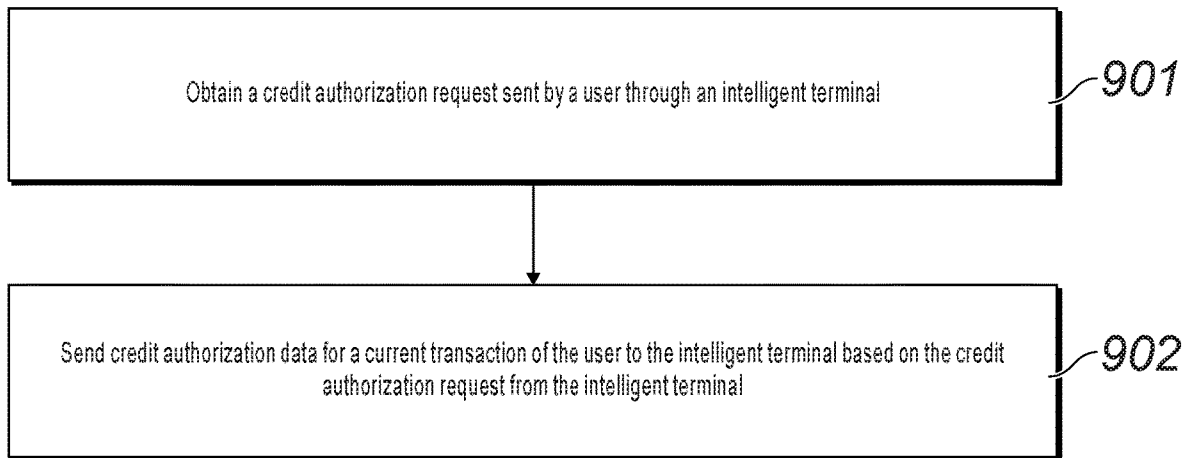 Obtain a credit authorization request sent by a user through an intelligent terminal
901
Send credit authorization data for a current transaction of the user to the intelligent terminal based on the credit
authorization request from the intelligent terminal
902